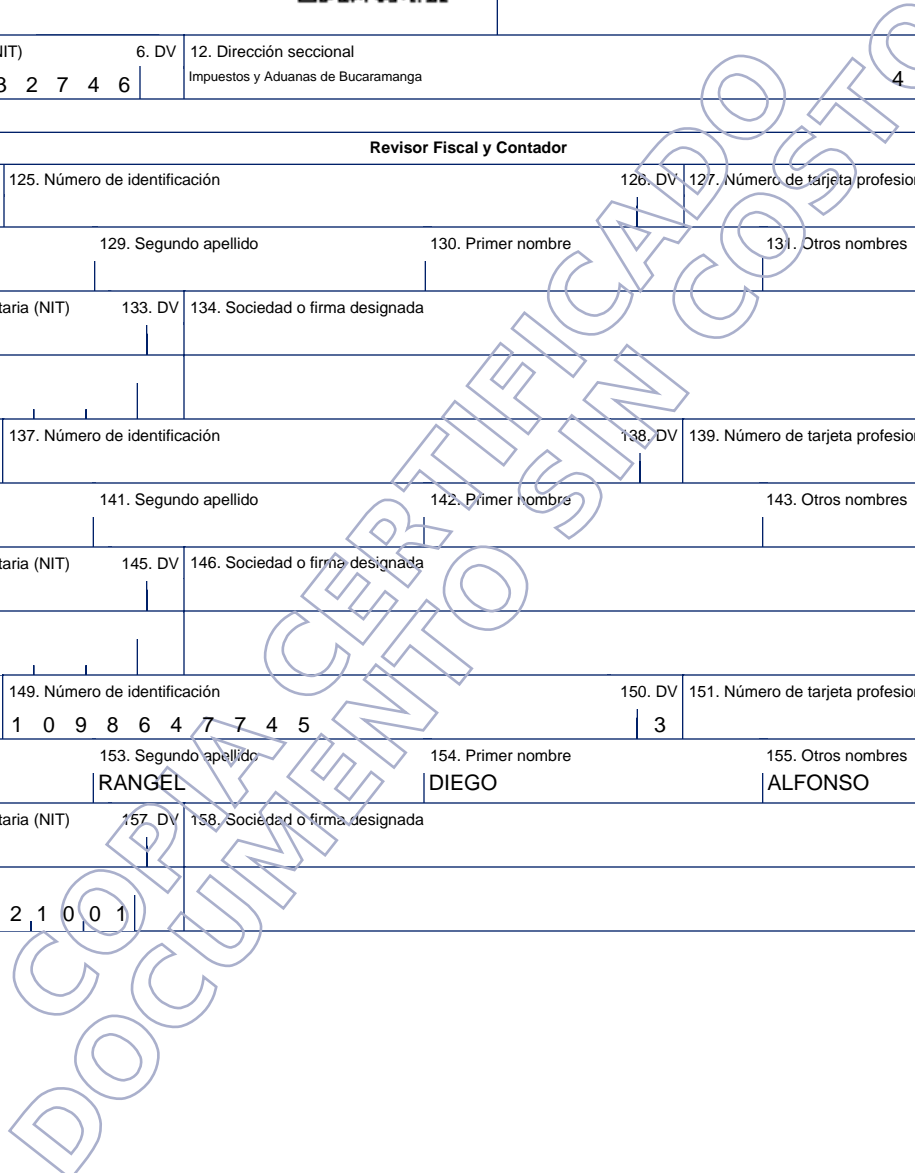 NIT) 6. DV 12. Dirección seccional
3 2 7 4 6 Impuestos y Aduanas de Bucaramanga 4
Revisor Fiscal y Contador
125. Número de identificación 126. DV 127. Número de tarjeta profesion
129. Segundo apellido 130. Primer nombre 131. Otros nombres
taria (NIT) 133. DV 134. Sociedad o firma designada
137. Número de identificación 138. DV 139. Número de tarjeta profesion
141. Segundo apellido 142. Primer nombre 143. Otros nombres
taria (NIT) 145. DV 146. Sociedad o firma designada
149. Número de identificación 150. DV 151. Número de tarjeta profesion
1 0 9 8 6 4 7 7 4 5 3
153. Segundo apellido 154. Primer nombre 155. Otros nombres
RANGEL DIEGO ALFONSO
taria (NIT) 157. DV 158. Sociedad o firma designada
2 1 0 0 1
COPIA CERTIFICADO
DOCUMENTO SIN COSTO